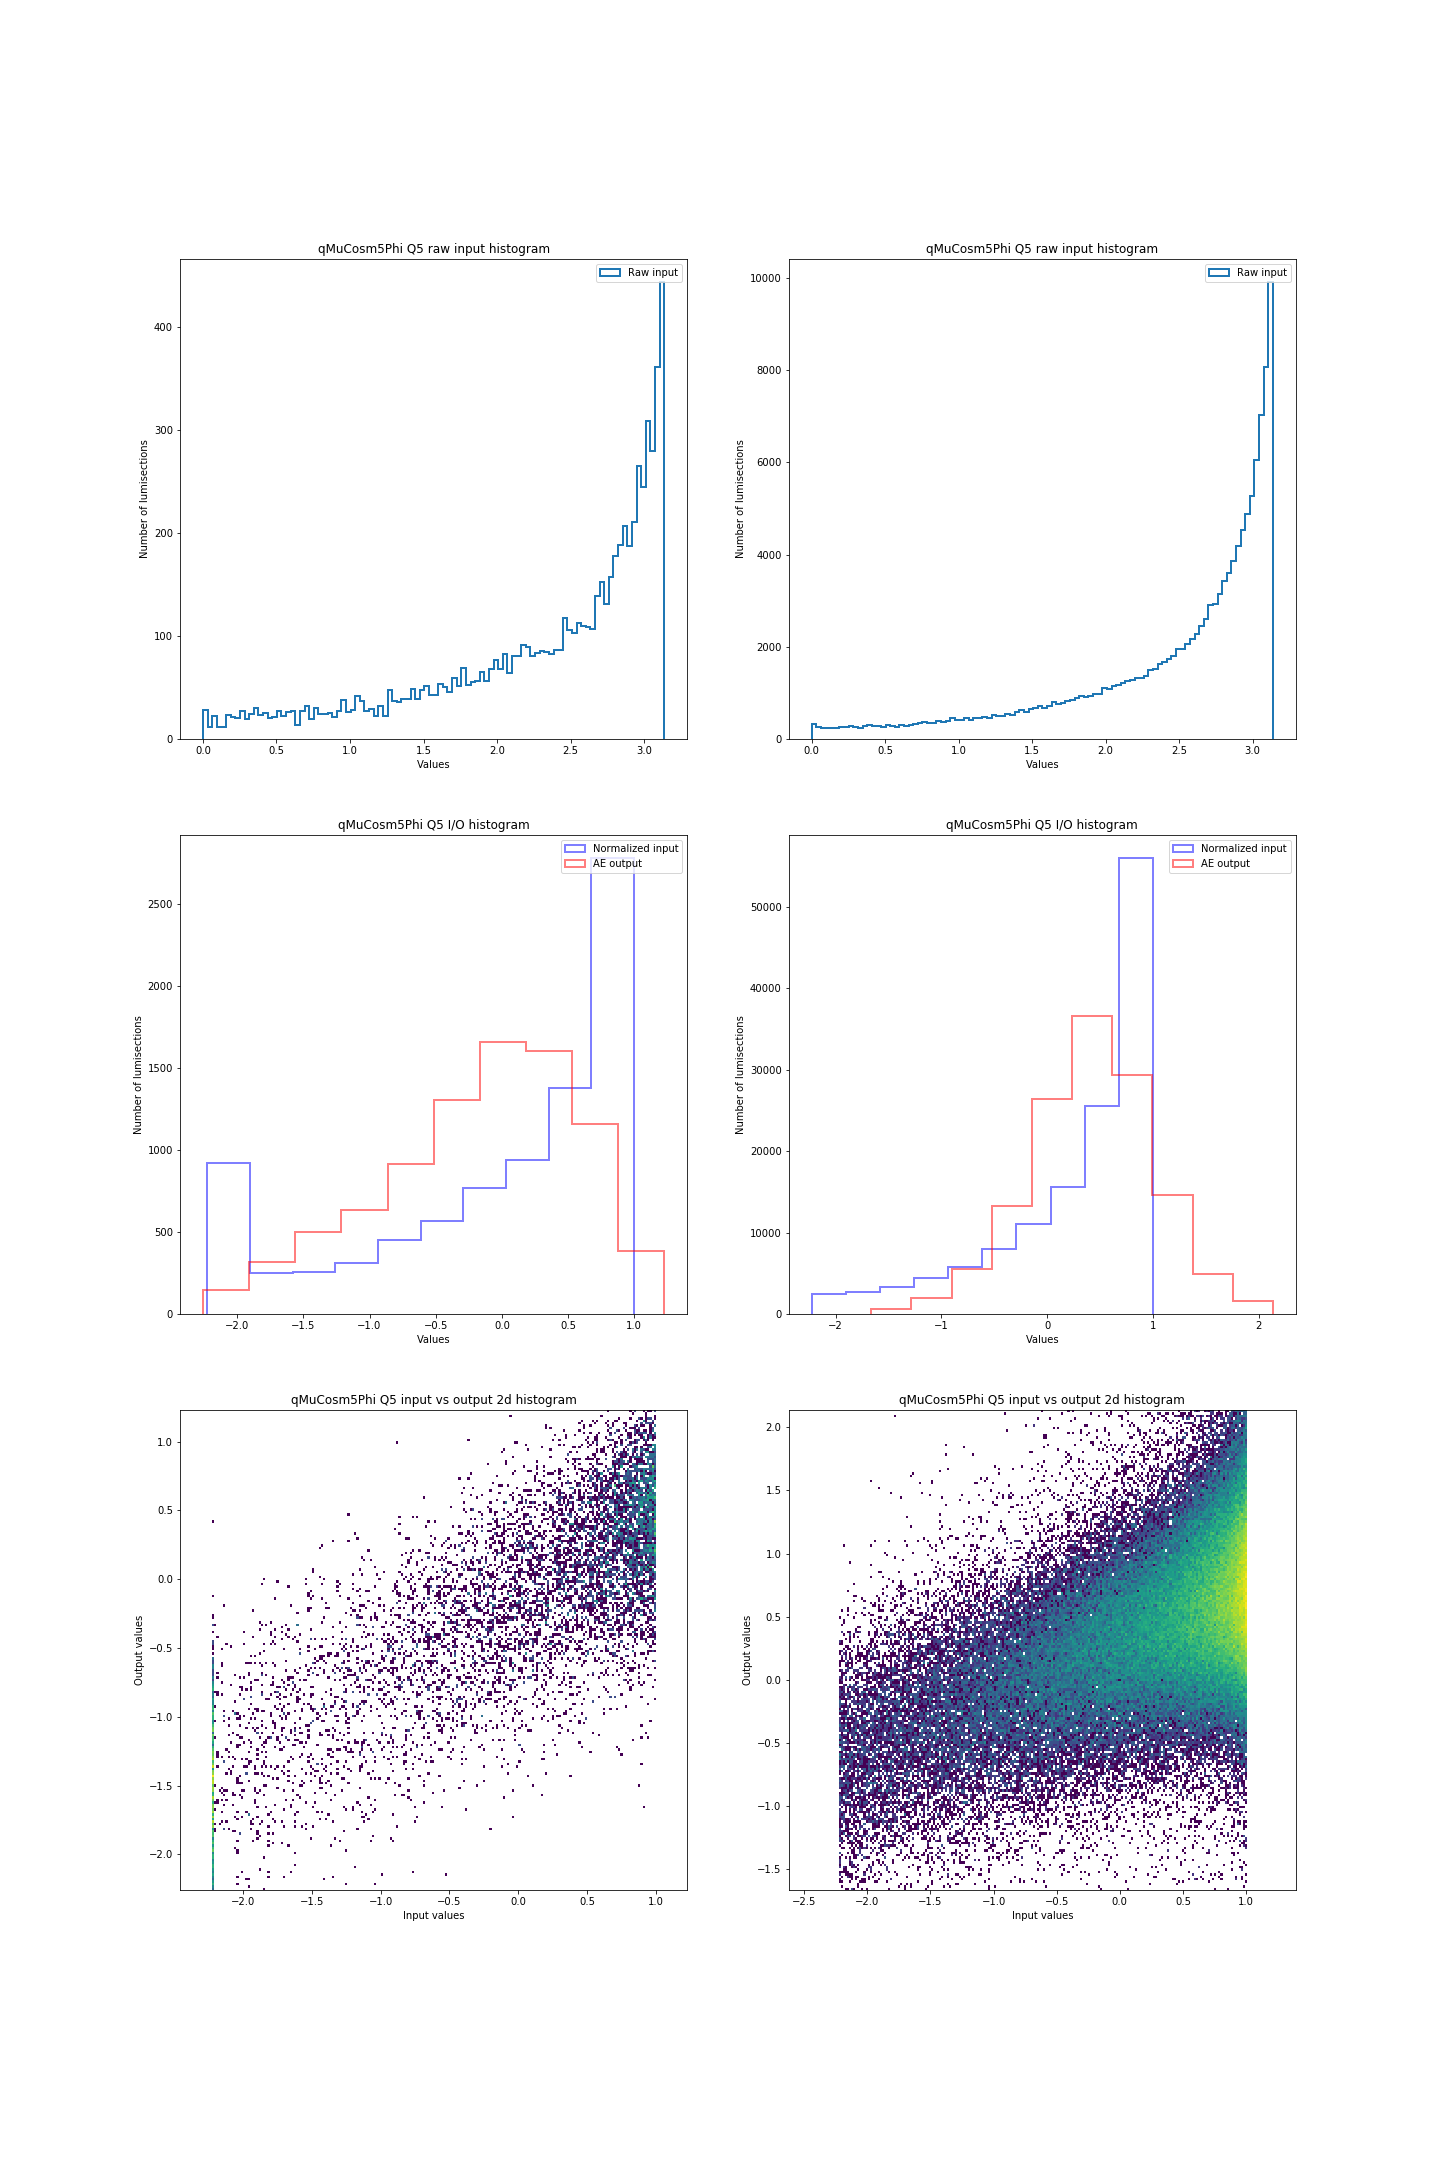 qMuCosm5Phi Q5 raw input histogram
Raw input
Number of lumisections
400
300
200
100
0
0.0 0.5 1.0 1.5 2.0 2.5 3.0
Values
qMuCosm5Phi Q5 raw input histogram
Raw input
Number of lumisections
10000
8000
6000
4000
2000
0
0.0 0.5 1.0 1.5 2.0 2.5 3.0
Values
qMuCosm5Phi Q5 I/O histogram
Normalized input
AE output
Number of lumisections
2500
2000
1500
1000
500
0
−2.0 −1.5 −1.0 −0.5 0.0 0.5 1.0
Values
qMuCosm5Phi Q5 I/O histogram
Normalized input
AE output
Number of lumisections
50000
40000
30000
20000
10000
0
−2 −1 0 1 2
Values
qMuCosm5Phi Q5 input vs output 2d histogram
Output values
1.0
0.5
0.0
−0.5
−1.0
−1.5
−2.0
−2.0 −1.5 −1.0 −0.5 0.0 0.5 1.0
Input values
qMuCosm5Phi Q5 input vs output 2d histogram
Output values
2.0
1.5
1.0
0.5
0.0
−0.5
−1.0
−1.5
−2.5 −2.0 −1.5 −1.0 −0.5 0.0 0.5 1.0
Input values